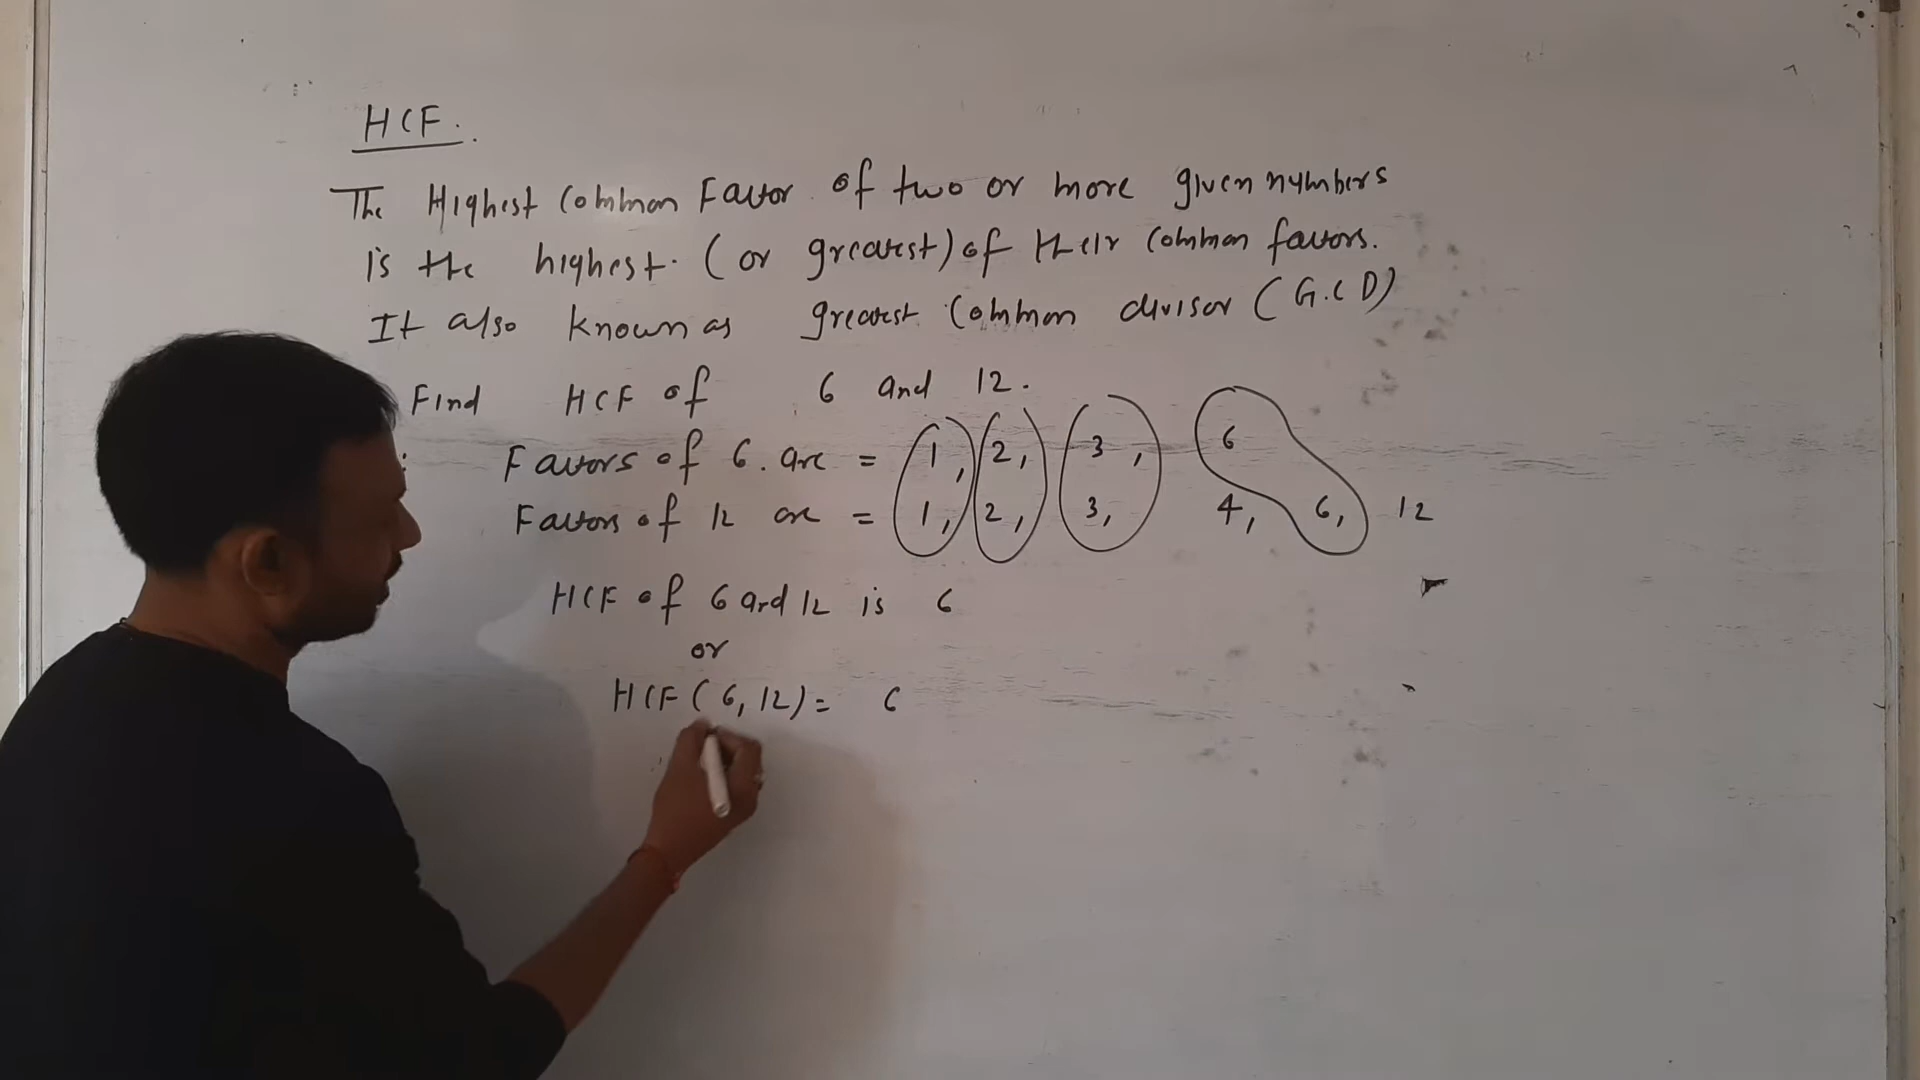 HCF.
The Highest Common Factor of two or more given numbers
is the highest. (or greatest) of their common factors.
It also known as greatest common divisor (G.C D)
Find HCF of 6 and 12.
: Factors of 6. are = 1, 2, 3, 6
Factors of 12 are = 1, 2, 3, 4, 6, 12
HCF of 6 and 12 is 6
or
HCF (6, 12) = 6